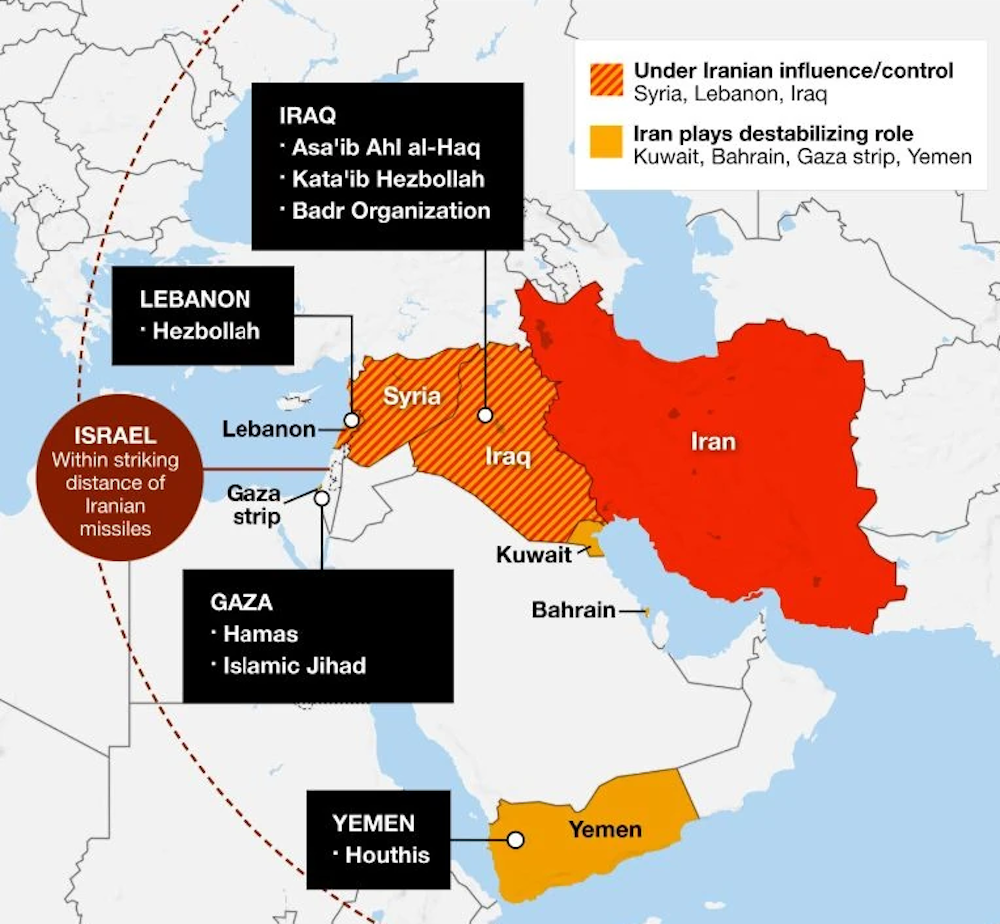 Under Iranian influence/control
Syria, Lebanon, Iraq
Iran plays destabilizing role
Kuwait, Bahrain, Gaza strip, Yemen
IRAQ
· Asa'ib Ahl al-Haq
· Kata'ib Hezbollah
· Badr Organization
LEBANON
· Hezbollah
Syria
Lebanon
Iraq
Iran
ISRAEL
Within striking
distance of
Iranian
missiles
Gaza
strip
Kuwait
Bahrain
GAZA
· Hamas
· Islamic Jihad
YEMEN
· Houthis
Yemen